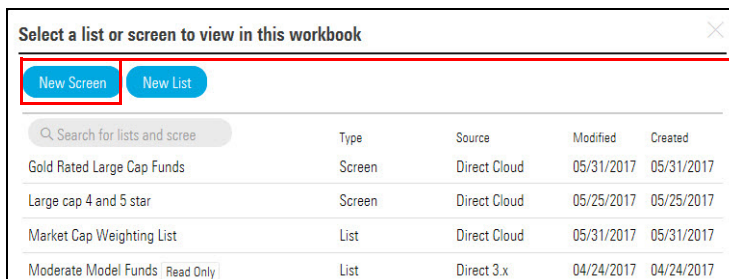 Select a list or screen to view in this workbook
New Screen New List
Search for lists and scree Type Source Modified Created
Gold Rated Large Cap Funds Screen Direct Cloud 05/31/2017 05/31/2017
Large cap 4 and 5 star Screen Direct Cloud 05/25/2017 05/25/2017
Market Cap Weighting List List Direct Cloud 05/31/2017 05/31/2017
Moderate Model Funds Read Only List Direct 3.x 04/24/2017 04/24/2017